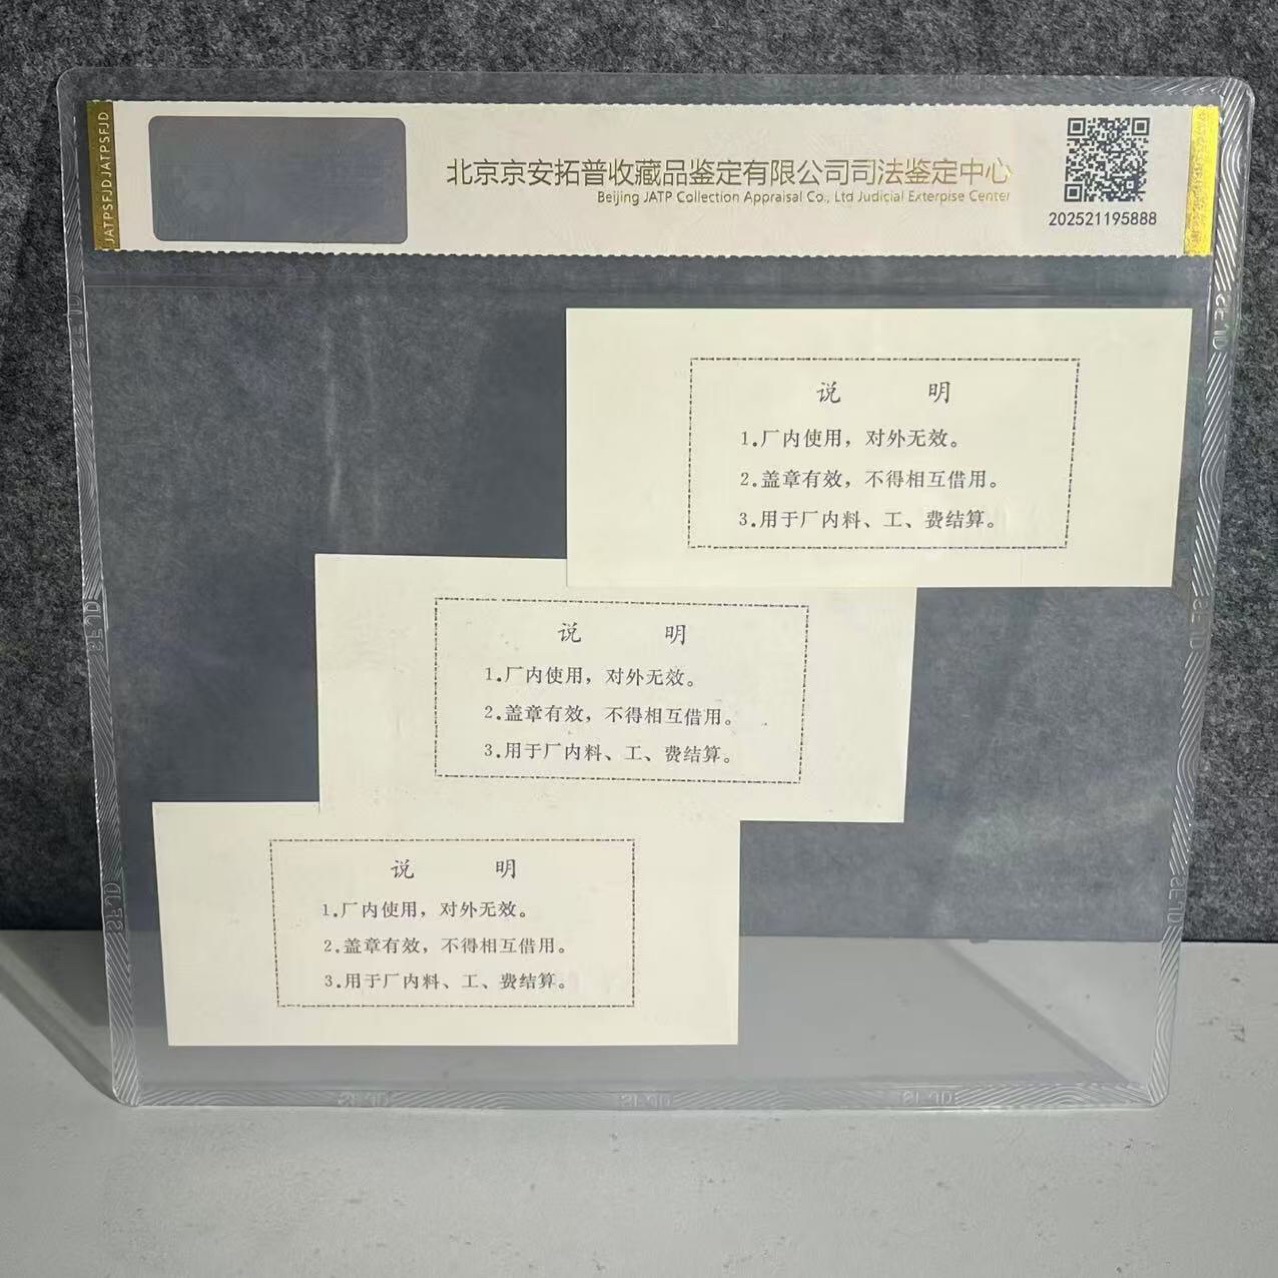 JATPSFJDJATPSFJD
北京京安拓普收藏品鉴定有限公司司法鉴定中心
Beijing JATP Collection Appraisal Co., Ltd Judicial Exterpise Center
202521195888
说 明
1.厂内使用，对外无效。
2.盖章有效，不得相互借用。
3.用于厂内料、工、费结算。
说 明
1.厂内使用，对外无效。
2.盖章有效，不得相互借用。
3.用于厂内料、工、费结算。
说 明
1.厂内使用，对外无效。
2.盖章有效，不得相互借用。
3.用于厂内料、工、费结算。